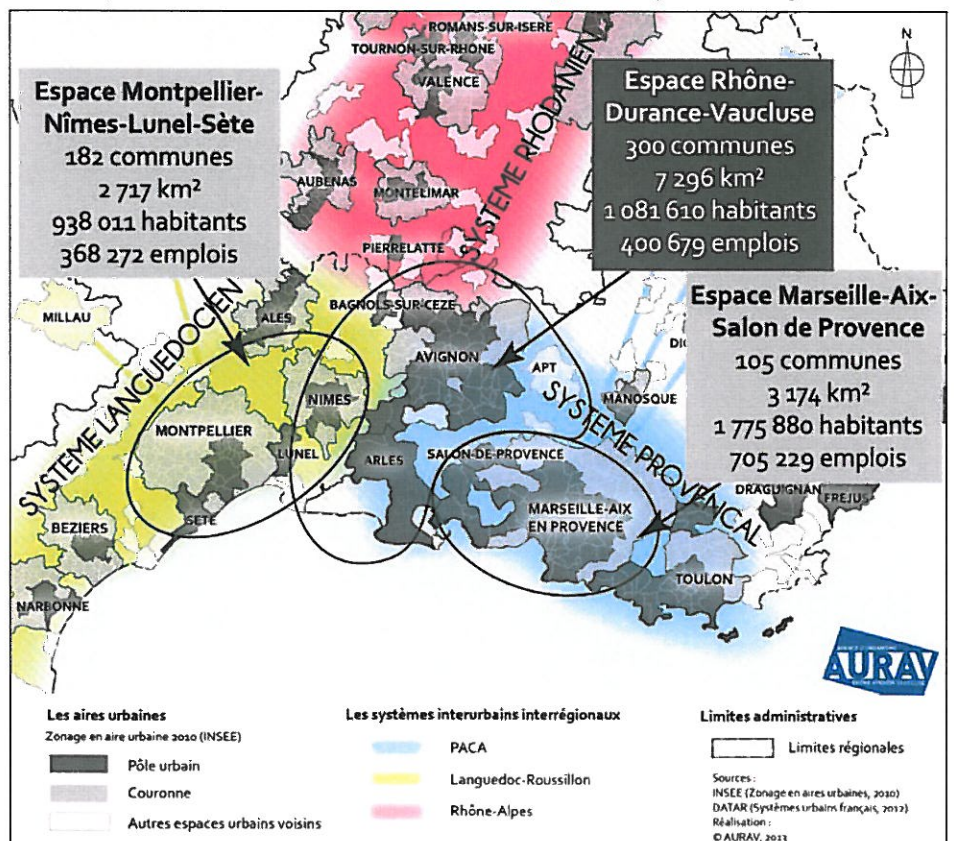 ROMANS-SUR-ISERE
TOURNON-SUR-RHONE
VALENCE
N
Espace Montpellier-
Nîmes-Lunel-Sète
182 communes
2 717 km²
938 011 habitants
368 272 emplois
Espace Rhône-
Durance-Vaucluse
300 communes
7 296 km²
1 081 610 habitants
400 679 emplois
SYSTEME RHODANIEN
AUBENAS
MONTELIMAR
PIERRELATTE
Espace Marseille-Aix-
Salon de Provence
105 communes
3 174 km²
1 775 880 habitants
705 229 emplois
MILLAU
ALES
BAGNOLS-SUR-CEZE
AVIGNON
APT
MANOSQUE
SYSTEME LANGUEDOCIEN
SYSTEME PROVENCAL
NIMES
MONTPELLIER
LUNEL
ARLES
SALON-DE-PROVENCE
MARSEILLE-AIX
EN PROVENCE
DRAGUIGNAN
FREJUS
SETE
BEZIERS
TOULON
NARBONNE
AURAV
Les aires urbaines
Zonage en aire urbaine 2010 (INSEE)
Pôle urbain
Couronne
Autres espaces urbains voisins
Les systèmes interurbains interrégionaux
PACA
Languedoc-Roussillon
Rhône-Alpes
Limites administratives
Limites régionales
Sources :
INSEE (Zonage en aires urbaines, 2010)
DATAR (Systèmes urbains français, 2012)
Réalisation :
© AURAV, 2013